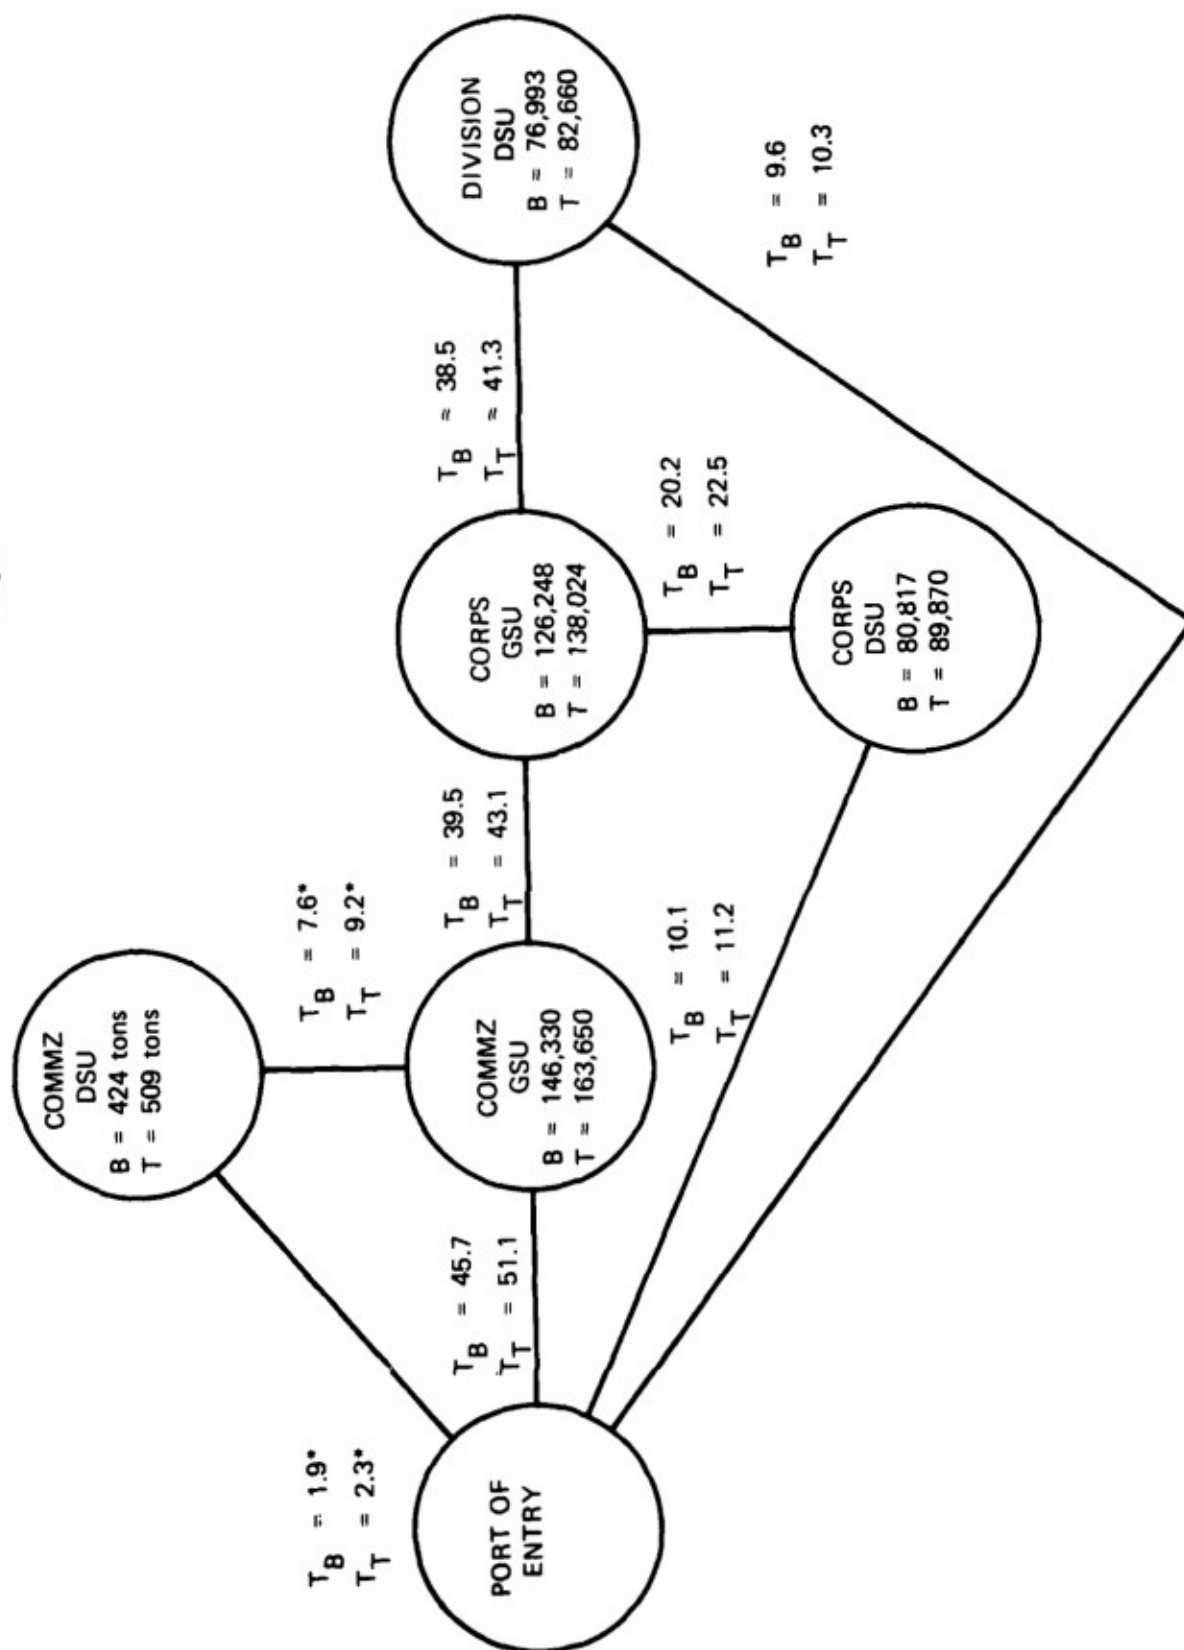 COMMZ
DSU
B = 424 tons
T = 509 tons
T_B = 1.9*
T_T = 2.3*
T_B = 7.6*
T_T = 9.2*
PORT OF
ENTRY
T_B = 45.7
T_T = 51.1
COMMZ
GSU
B = 146,330
T = 163,650
T_B = 39.5
T_T = 43.1
CORPS
GSU
B = 126,248
T = 138,024
T_B ≈ 38.5
T_T ≈ 41.3
DIVISION
DSU
B = 76,993
T = 82,660
T_B = 10.1
T_T = 11.2
T_B = 20.2
T_T = 22.5
T_B = 9.6
T_T = 10.3
CORPS
DSU
B = 80,817
T = 89,870